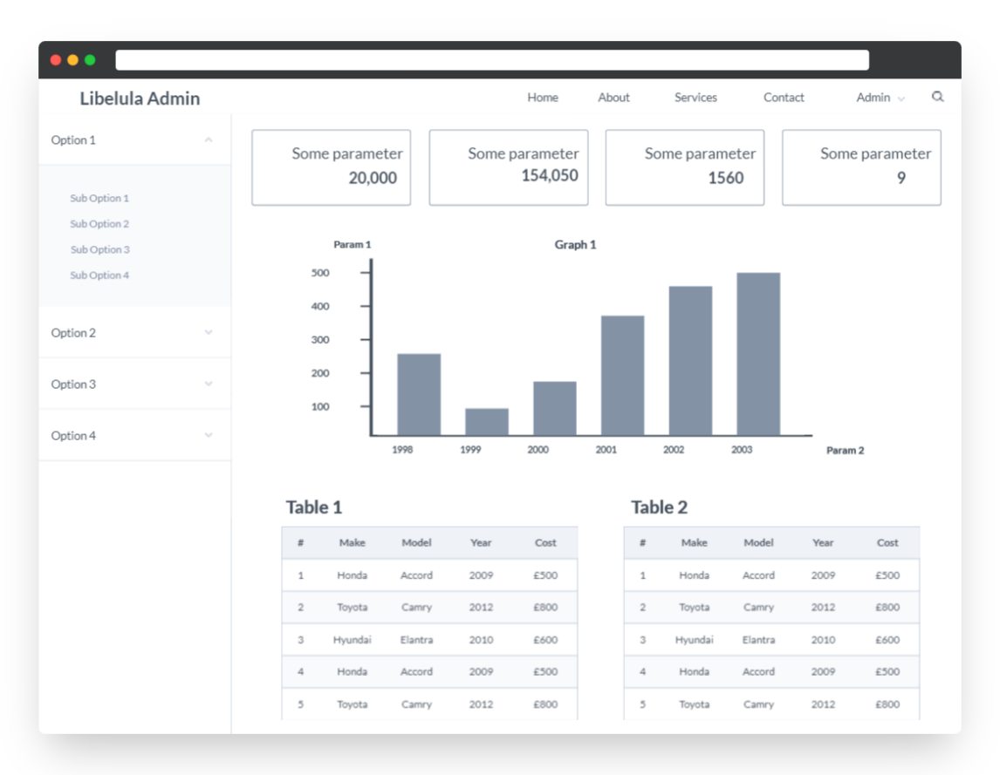 Libelula Admin Home About Services Contact Admin
Option 1
Sub Option 1
Sub Option 2
Sub Option 3
Sub Option 4
Option 2
Option 3
Option 4
Some parameter
20,000
Some parameter
154,050
Some parameter
1560
Some parameter
9
Param 1
Graph 1
500
400
300
200
100
1998 1999 2000 2001 2002 2003
Param 2
Table 1
# Make Model Year Cost
1 Honda Accord 2009 £500
2 Toyota Camry 2012 £800
3 Hyundai Elantra 2010 £600
4 Honda Accord 2009 £500
5 Toyota Camry 2012 £800
Table 2
# Make Model Year Cost
1 Honda Accord 2009 £500
2 Toyota Camry 2012 £800
3 Hyundai Elantra 2010 £600
4 Honda Accord 2009 £500
5 Toyota Camry 2012 £800